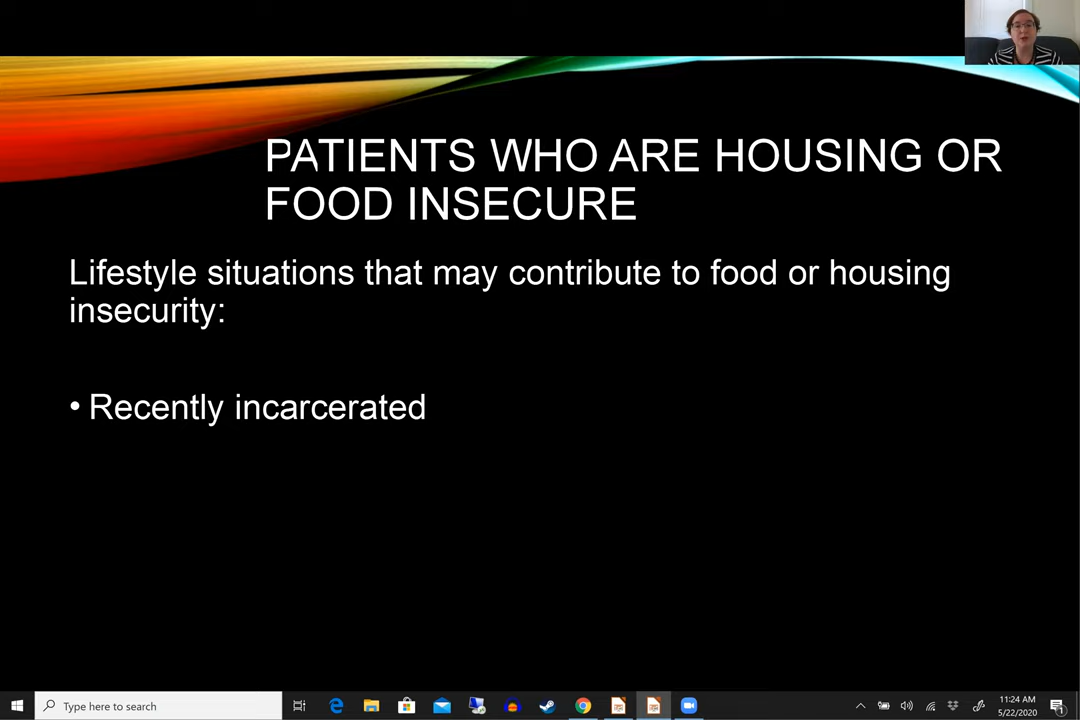 PATIENTS WHO ARE HOUSING OR
FOOD INSECURE
Lifestyle situations that may contribute to food or housing
insecurity:
• Recently incarcerated
Type here to search
11:24 AM
5/22/2020
1